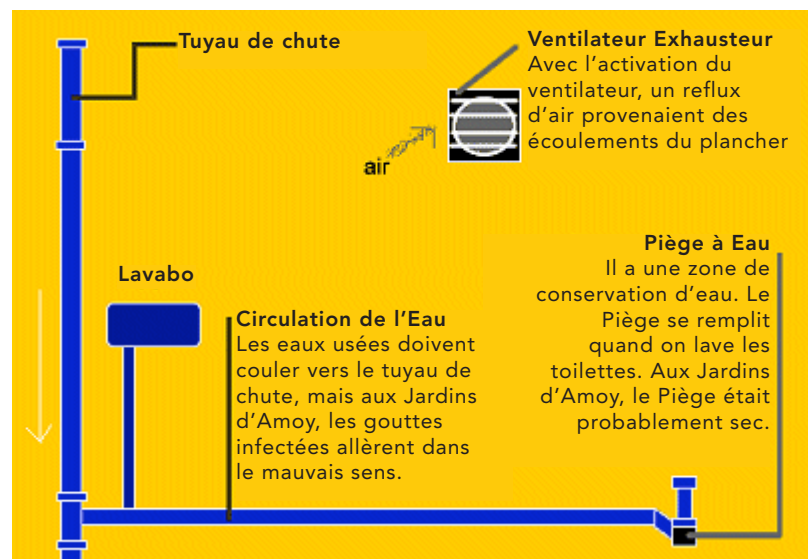 Tuyau de chute
Ventilateur Exhausteur
Avec l’activation du
ventilateur, un reflux
d’air provenaient des
écoulements du plancher
air
Piège à Eau
Il a une zone de
conservation d’eau. Le
Piège se remplit
quand on lave les
toilettes. Aux Jardins
d’Amoy, le Piège était
probablement sec.
Lavabo
Circulation de l’Eau
Les eaux usées doivent
couler vers le tuyau de
chute, mais aux Jardins
d’Amoy, les gouttes
infectées allèrent dans
le mauvais sens.